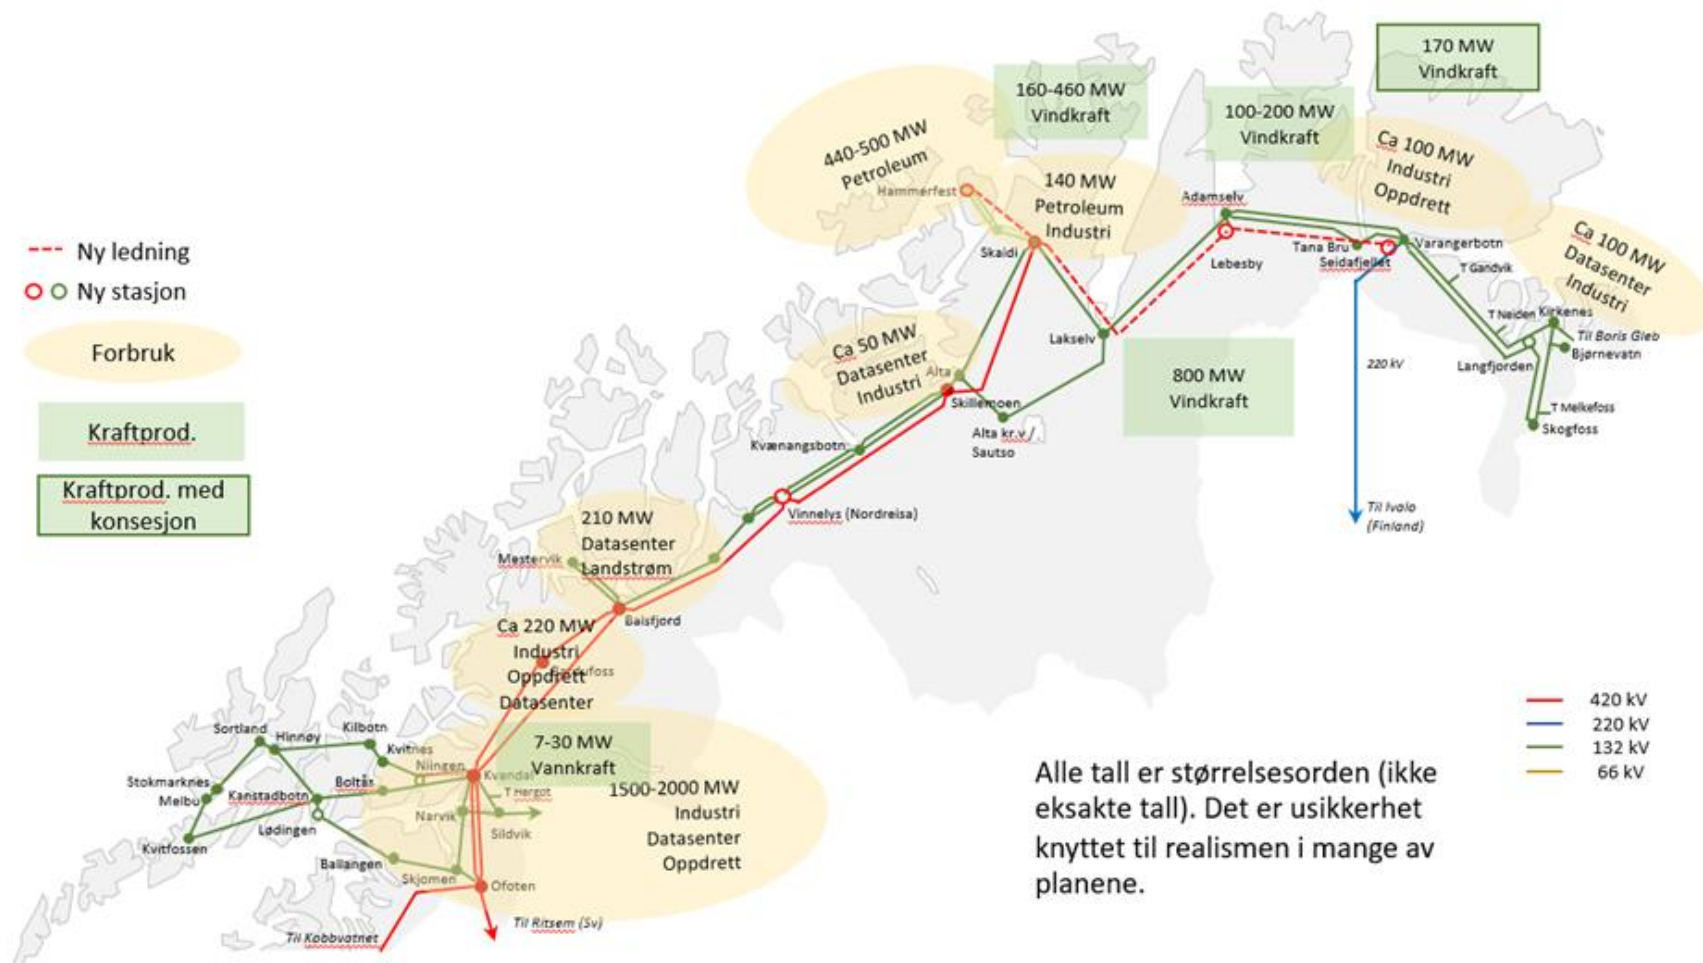 170 MW
Vindkraft
160-460 MW
Vindkraft
100-200 MW
Vindkraft
440-500 MW
Petroleum
Hammerfest
Ca 100 MW
Industri
Oppdrett
140 MW
Petroleum
Industri
Adamselv
Skaidi
Ca 100 MW
Datasenter
Industri
Ny ledning
Ny stasjon
Forbruk
Kraftprod.
Kraftprod. med
konsesjon
Tana Bru
Varangerbotn
Seidafjellet
Lebesby
T Gandvik
T Neiden
Kirkenes
Til Boris Gleb
Bjørnevatn
Langfjorden
T Melkefoss
Skogfoss
220 kV
Til Ivalo
(Finland)
Lakselv
800 MW
Vindkraft
Ca 50 MW
Datasenter
Industri
Alta
Skillemoen
Alta kr.v /
Sautso
Kvænangsbotn
Vinnelys (Nordreisa)
210 MW
Datasenter
Landstrøm
Mestervik
Balsfjord
Ca 220 MW
Industri
Oppdrett
Datasenter
7-30 MW
Vannkraft
1500-2000 MW
Industri
Datasenter
Oppdrett
Sortland
Hinnøy
Kilbotn
Kvitnes
Niingen
Kvandal
Stokmarknes
Melbu
Kanstadbotn
Boltås
T Hergot
Narvik
Sildvik
Lødingen
Kvitfossen
Ballangen
Skjomen
Ofoten
Til Kobbvatnet
Til Ritsem (Sv)
Alle tall er størrelsesorden (ikke
eksakte tall). Det er usikkerhet
knyttet til realismen i mange av
planene.
420 kV
220 kV
132 kV
66 kV